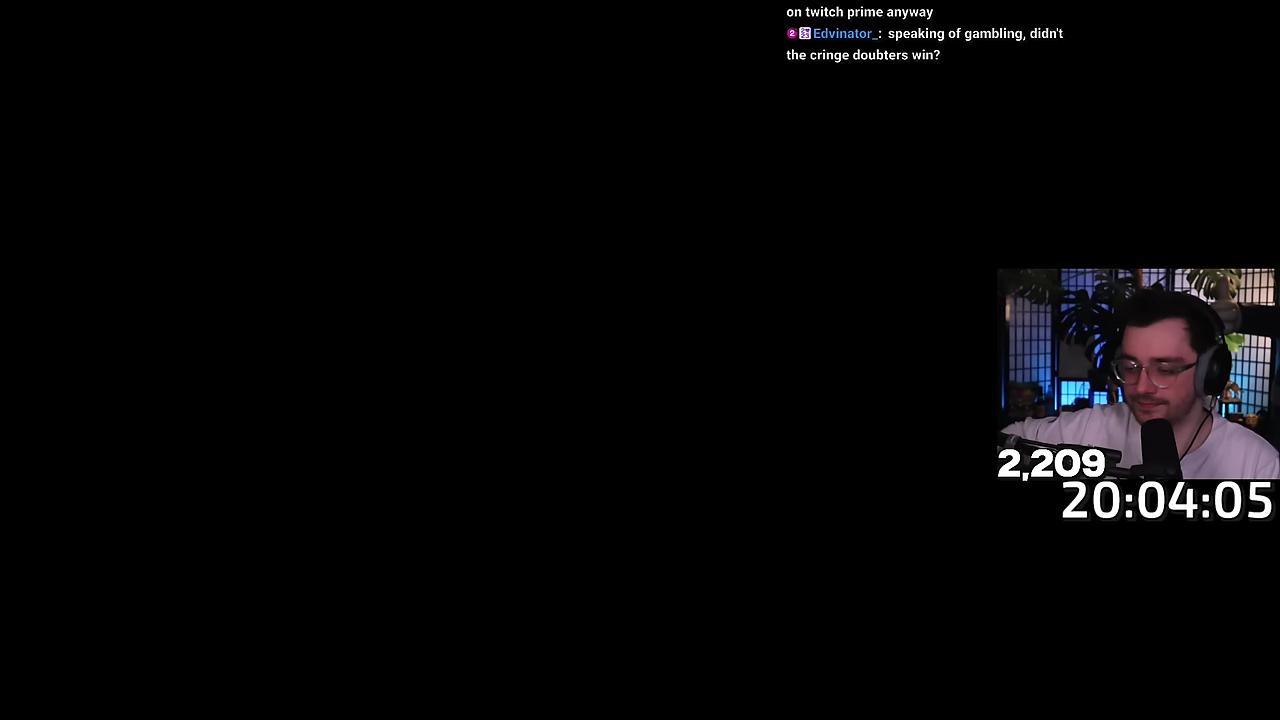 on twitch prime anyway
Edvinator_: speaking of gambling, didn't
the cringe doubters win?
2,209
20:04:05